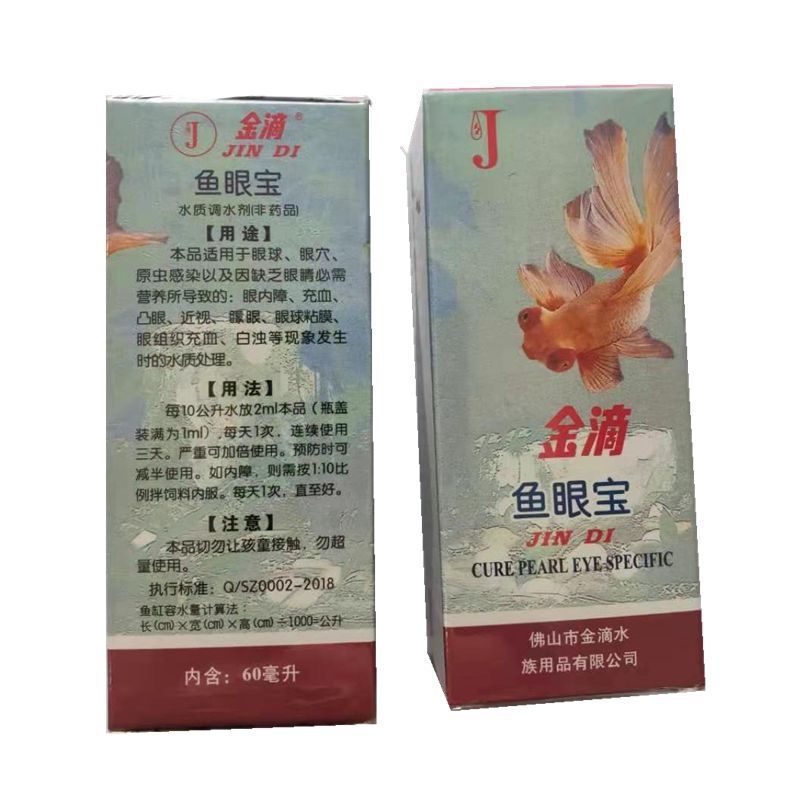 J
金滴®
JIN DI
鱼眼宝
水质调水剂(非药品)
【用途】
本品适用于眼球、眼穴、
原虫感染以及因缺乏眼睛必需
营养所导致的：眼内障、充血、
凸眼、近视、矇眼、眼球粘膜、
眼组织充血、白浊等现象发生
时的水质处理。
【用法】
每10公升水放2ml本品（瓶盖
装满为1ml），每天1次，连续使用
三天。严重可加倍使用。预防时可
减半使用。如内障，则需按1:10比
例拌饲料内服。每天1次，直至好。
【注意】
本品切勿让孩童接触，勿超
量使用。
执行标准：Q/SZ0002-2018
鱼缸容水量计算法：
长(cm)×宽(cm)×高(cm)÷1000=公升
内含：60毫升
J
金滴
鱼眼宝
JIN DI
CURE PEARL EYE SPECIFIC
佛山市金滴水
族用品有限公司